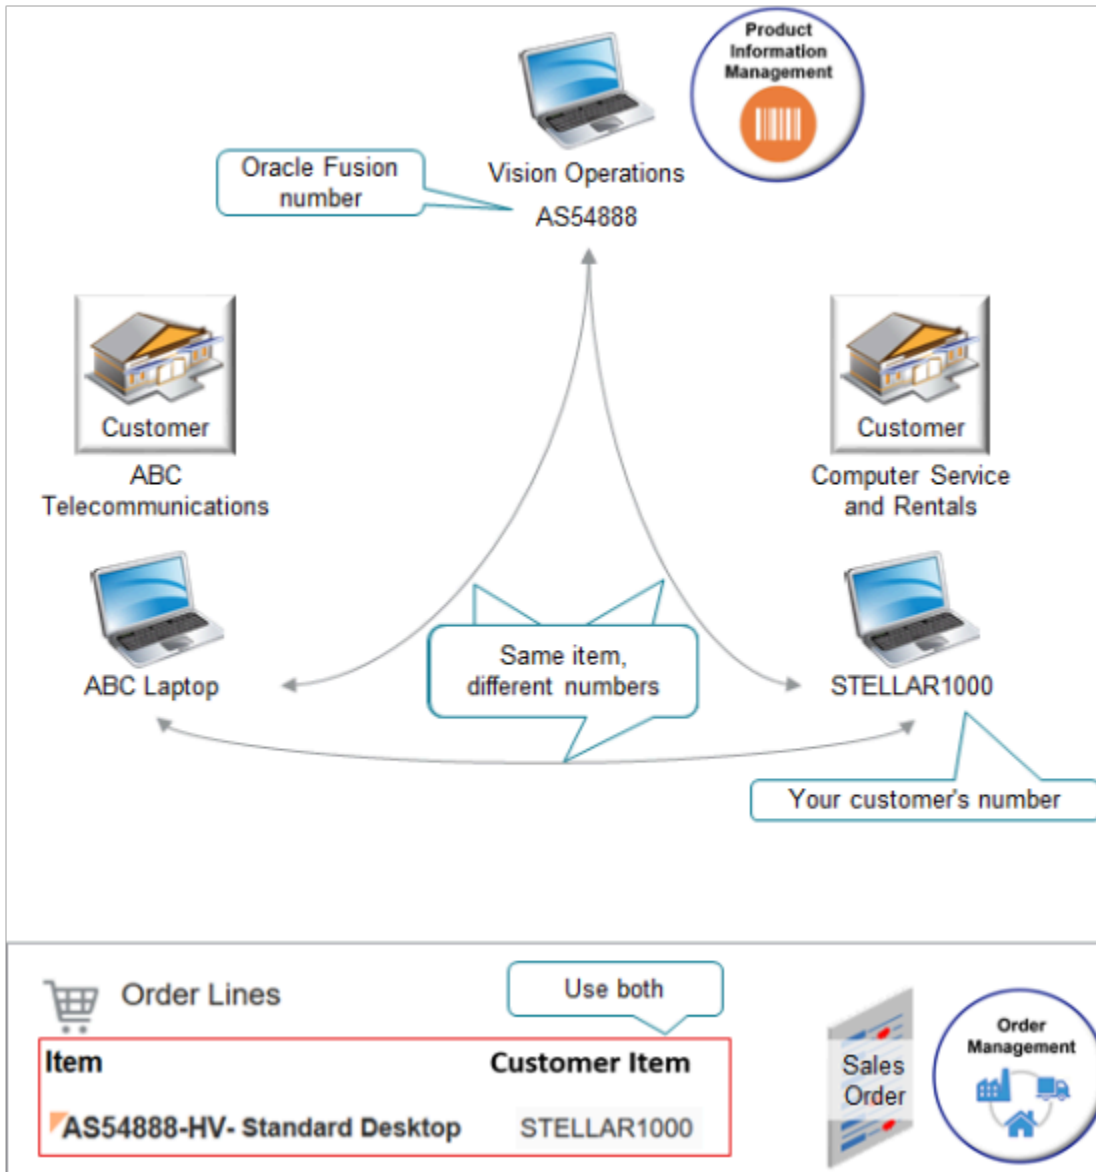 Product
Information
Management
Oracle Fusion
number
Vision Operations
AS54888
Customer
ABC
Telecommunications
Customer
Computer Service
and Rentals
Same item,
different numbers
ABC Laptop
STELLAR1000
Your customer's number
Order Lines
Use both
Item
Customer Item
AS54888-HV- Standard Desktop
STELLAR1000
Sales
Order
Order
Management